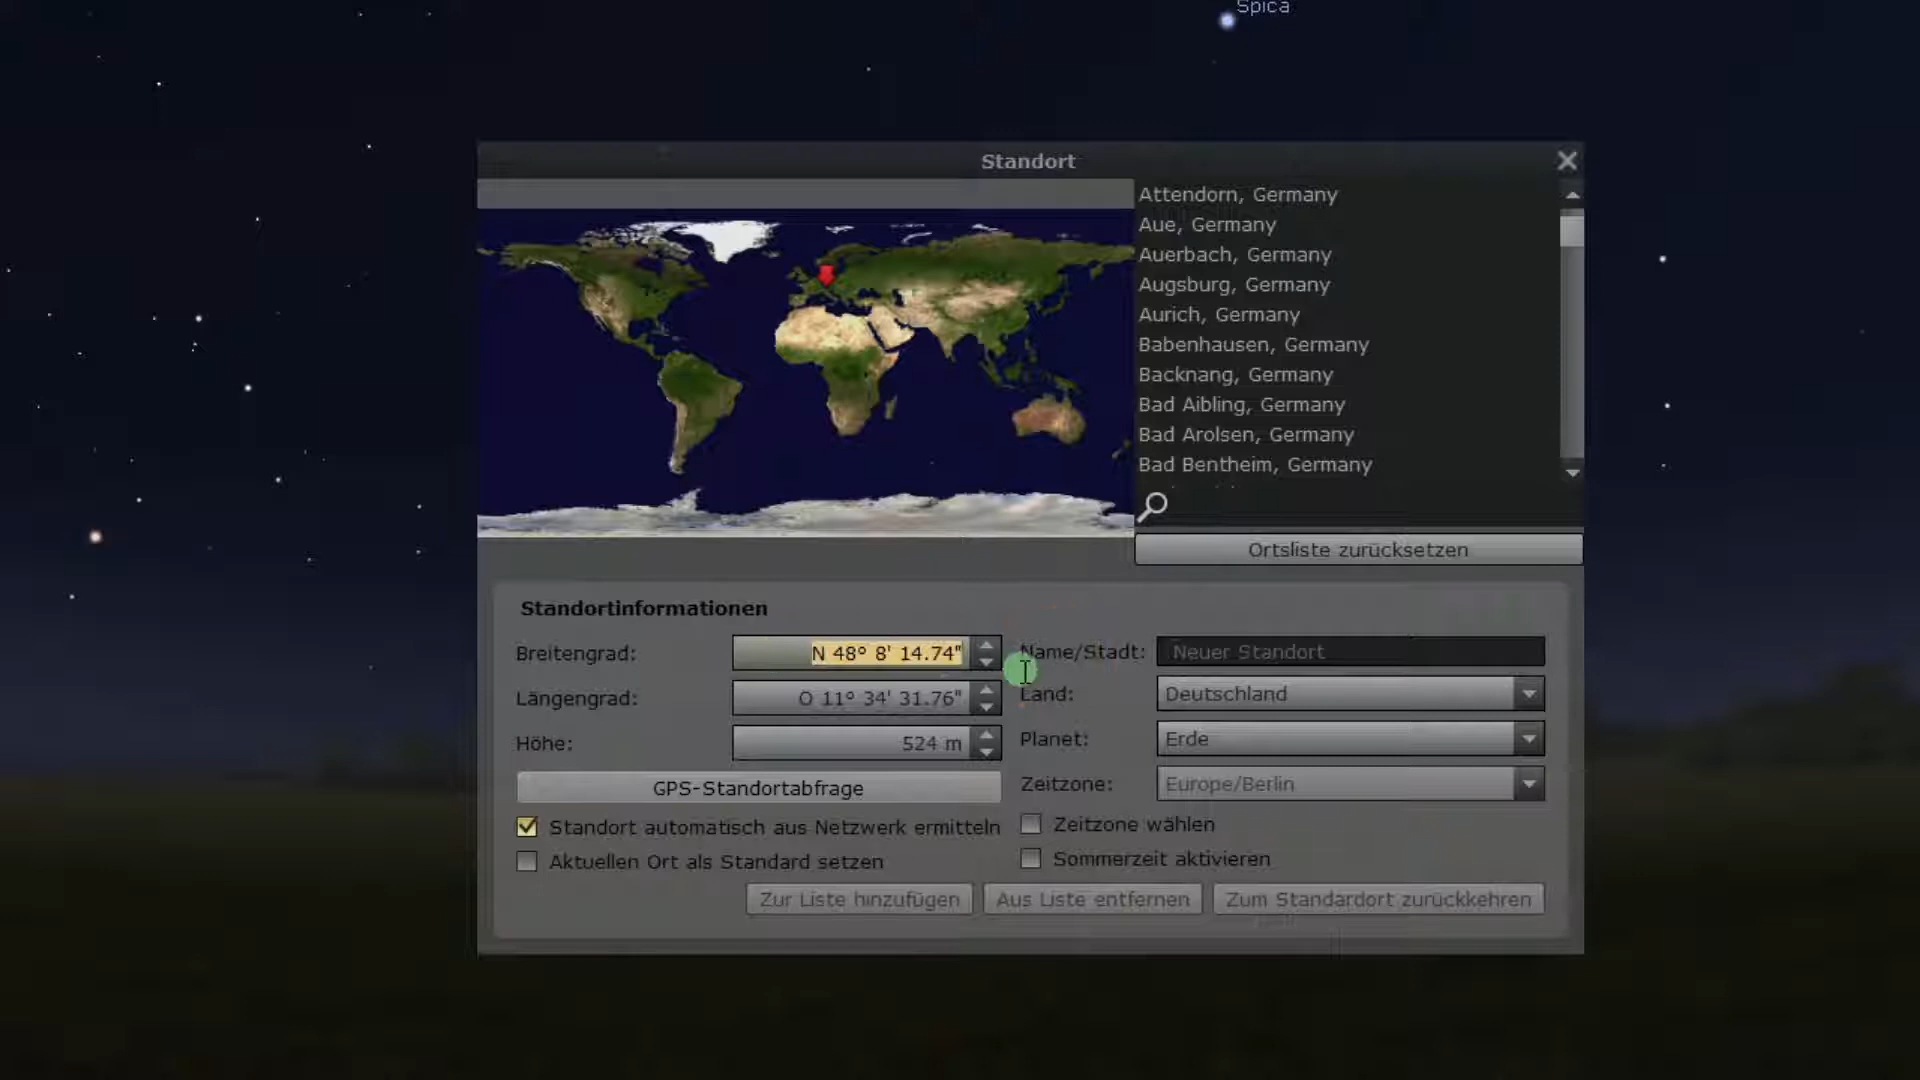 Spica
Standort
Attendorn, Germany
Aue, Germany
Auerbach, Germany
Augsburg, Germany
Aurich, Germany
Babenhausen, Germany
Backnang, Germany
Bad Aibling, Germany
Bad Arolsen, Germany
Bad Bentheim, Germany
Ortsliste zurücksetzen
Standortinformationen
Breitengrad: N 48° 8' 14.74"
Längengrad: O 11° 34' 31.76"
Höhe: 524 m
GPS-Standortabfrage
Standort automatisch aus Netzwerk ermitteln
Aktuellen Ort als Standard setzen
Name/Stadt: Neuer Standort
Land: Deutschland
Planet: Erde
Zeitzone: Europe/Berlin
Zeitzone wählen
Sommerzeit aktivieren
Zur Liste hinzufügen
Aus Liste entfernen
Zum Standardort zurückkehren